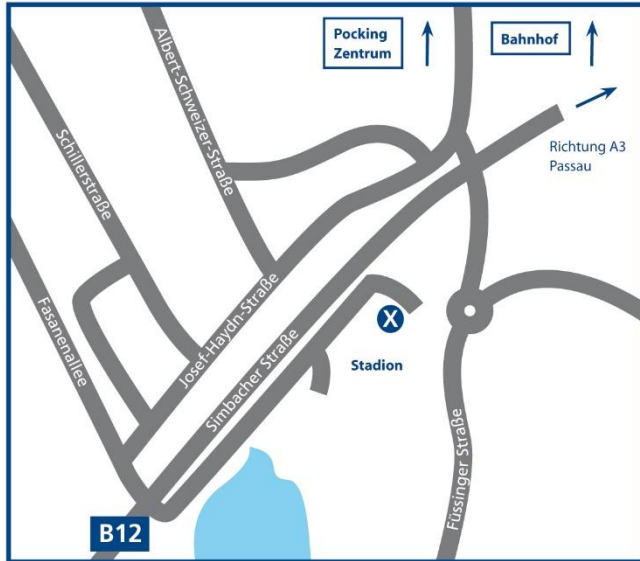 Pocking
Zentrum
Bahnhof
Richtung A3
Passau
Albert-Schweizer-Straße
Schillerstraße
Fasanenallee
Josef-Haydn-Straße
Simbacher Straße
X
Stadion
Füssinger Straße
B12